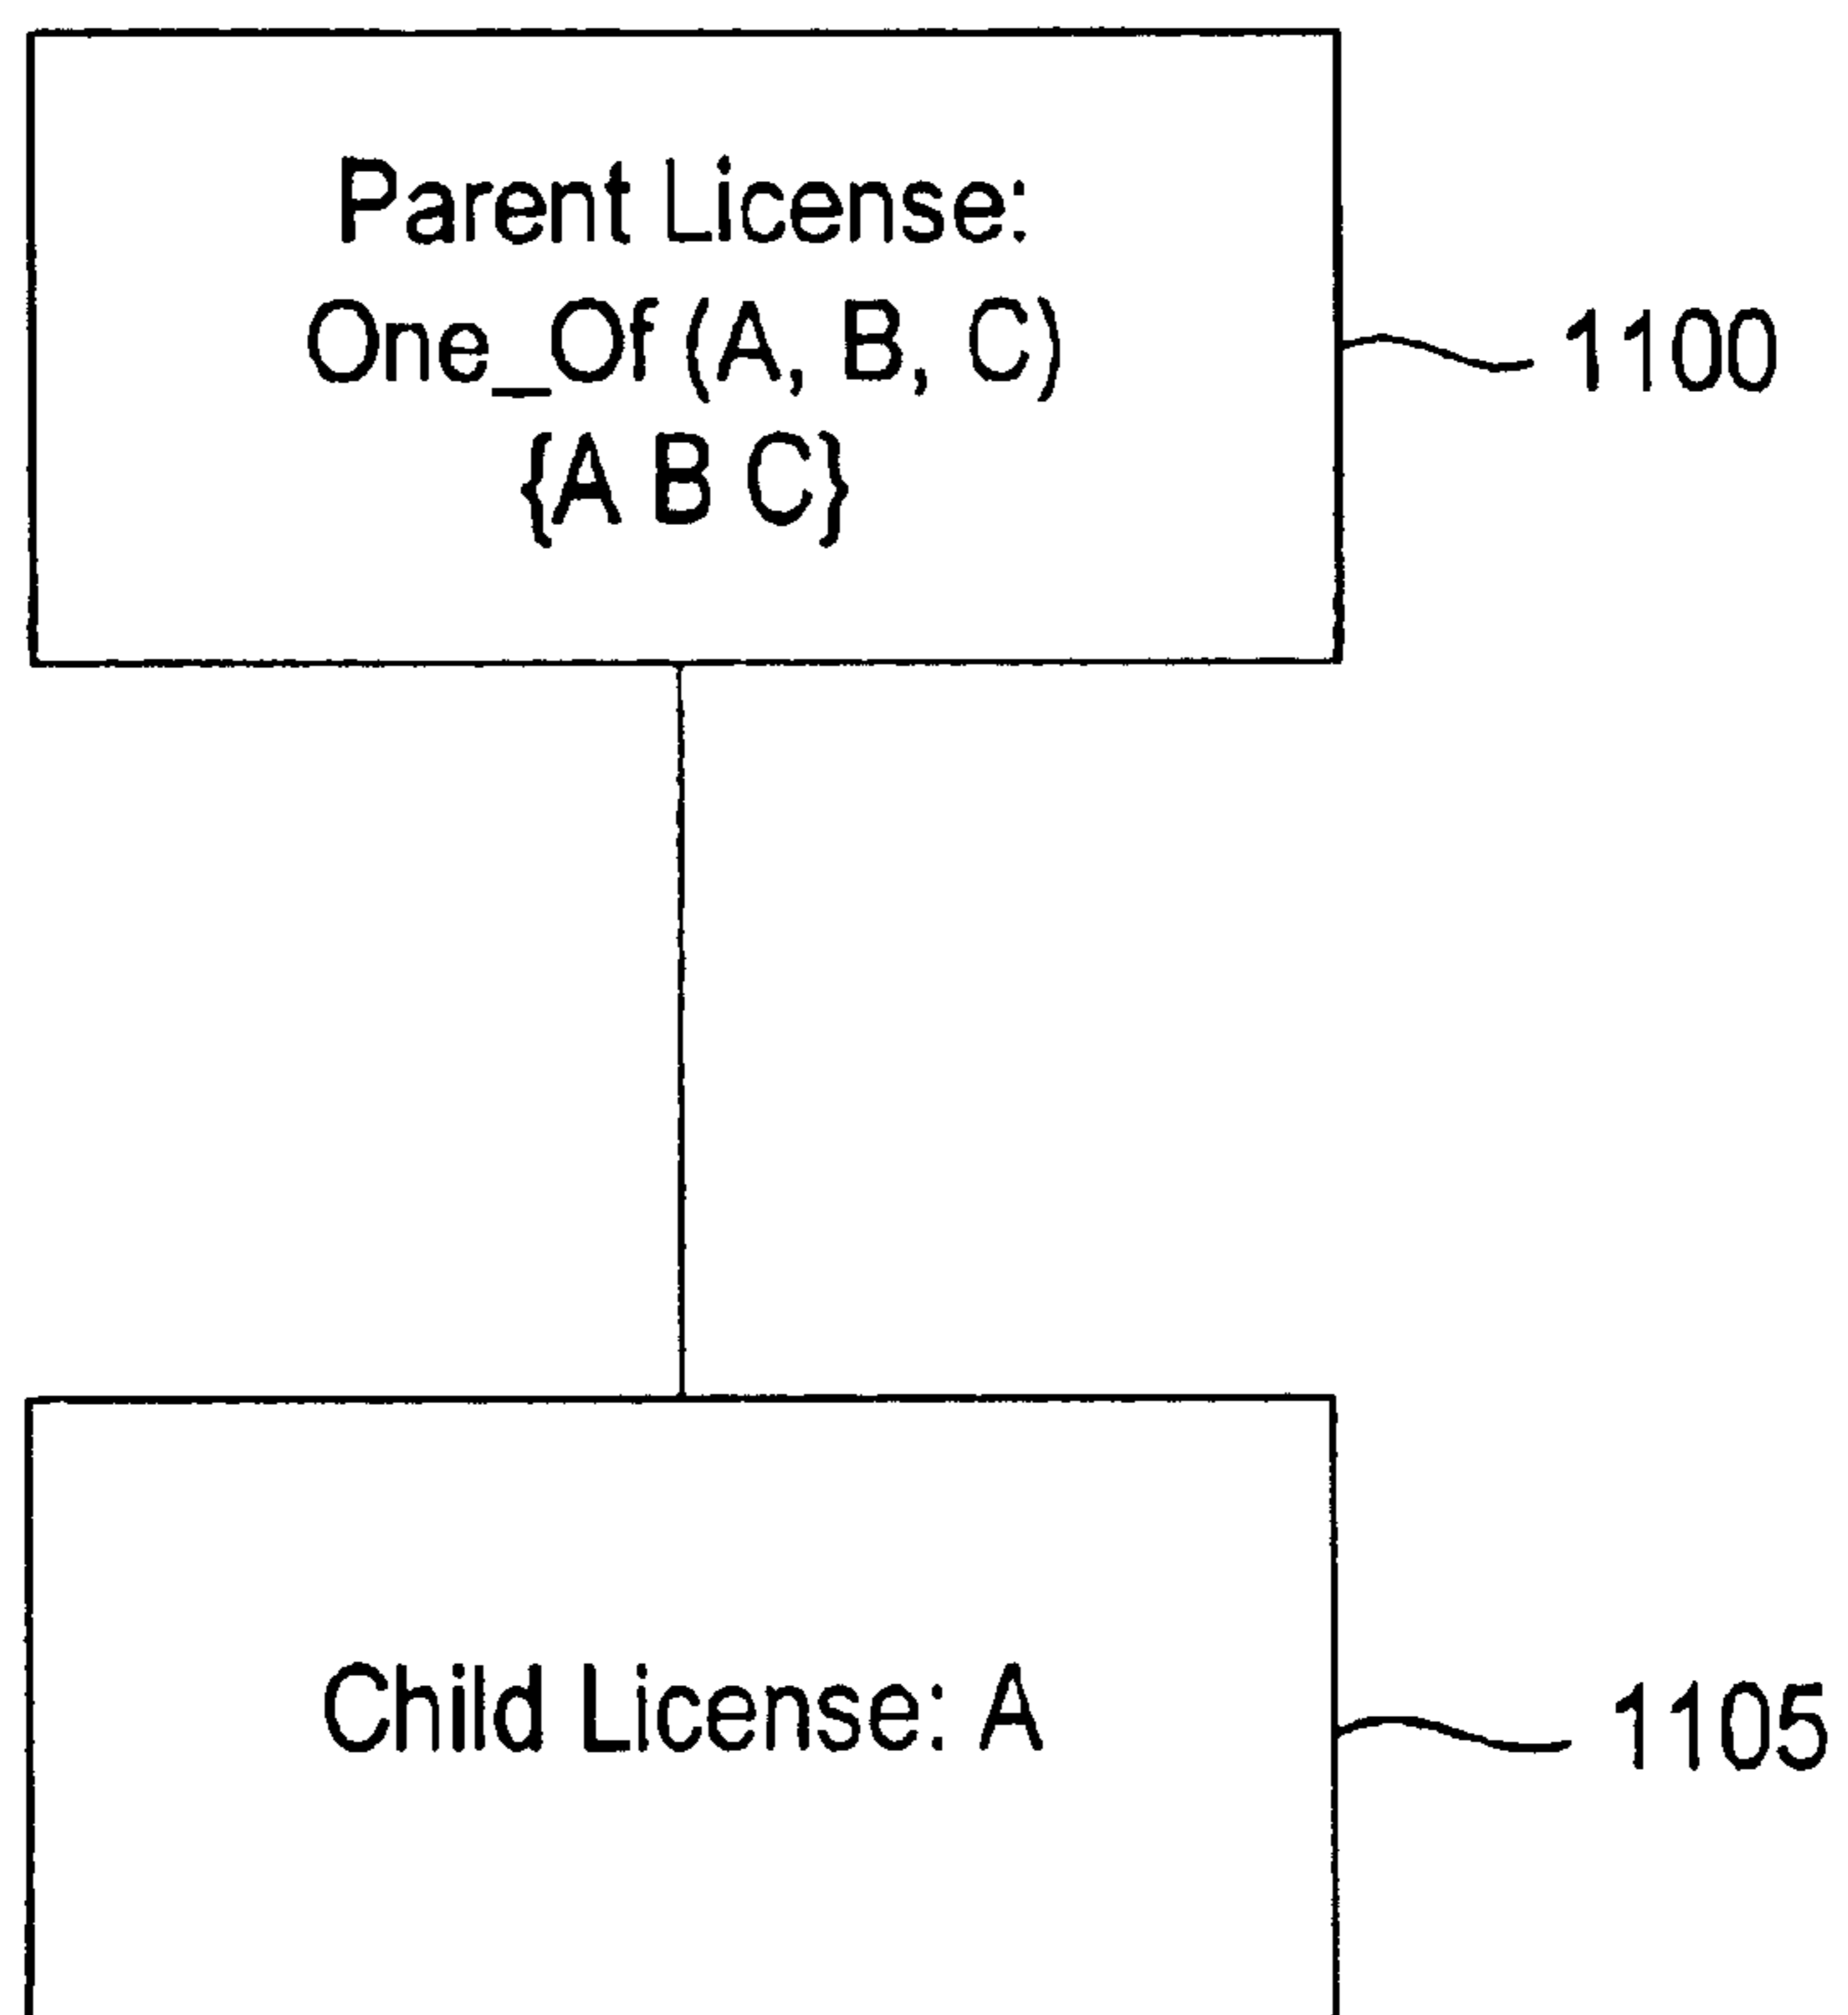 Parent License:
One_Of (A, B, C)
{A B C}
1100
Child License: A
1105